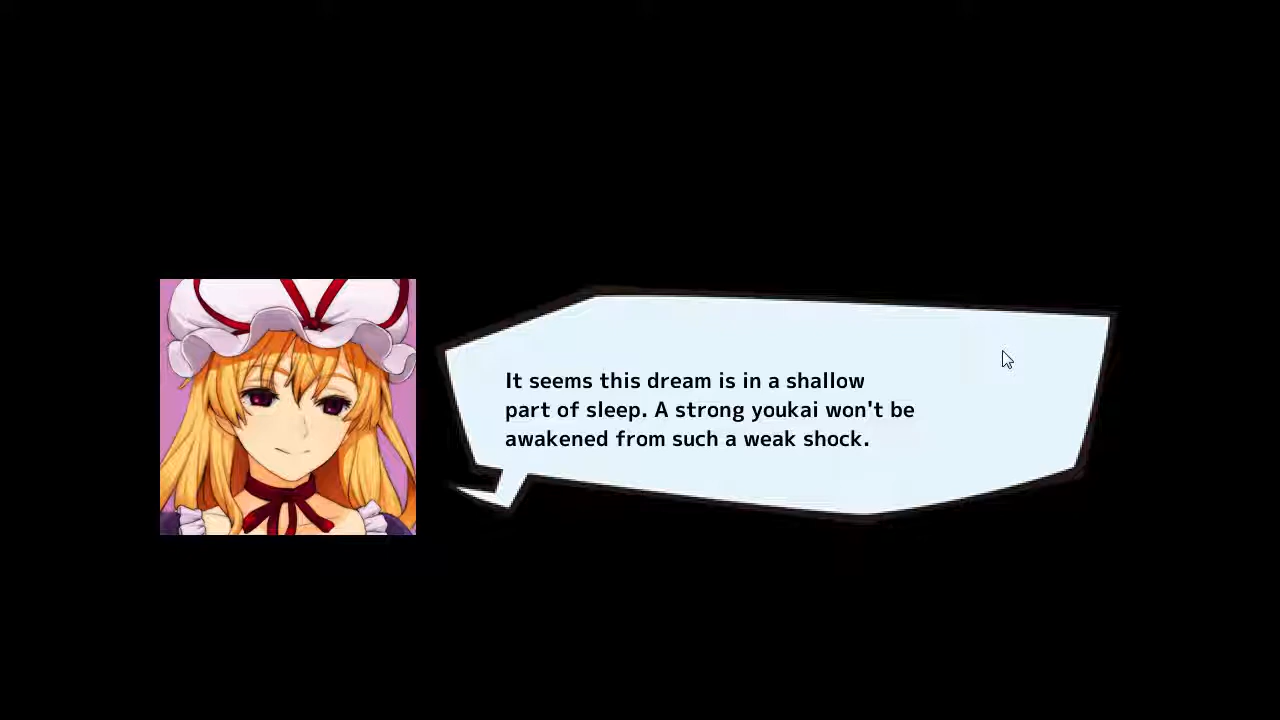 It seems this dream is in a shallow
part of sleep. A strong youkai won't be
awakened from such a weak shock.